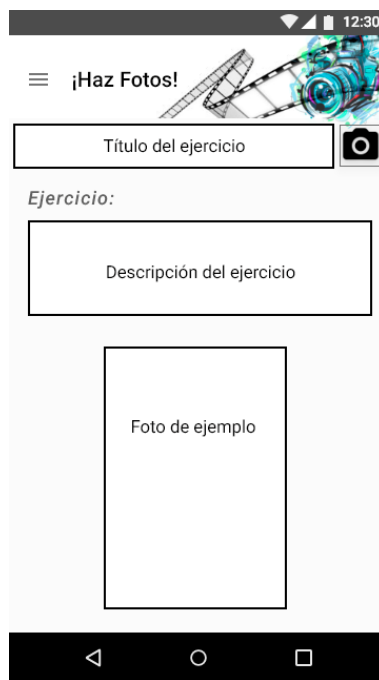 12:30
¡Haz Fotos!
Título del ejercicio
Ejercicio:
Descripción del ejercicio
Foto de ejemplo